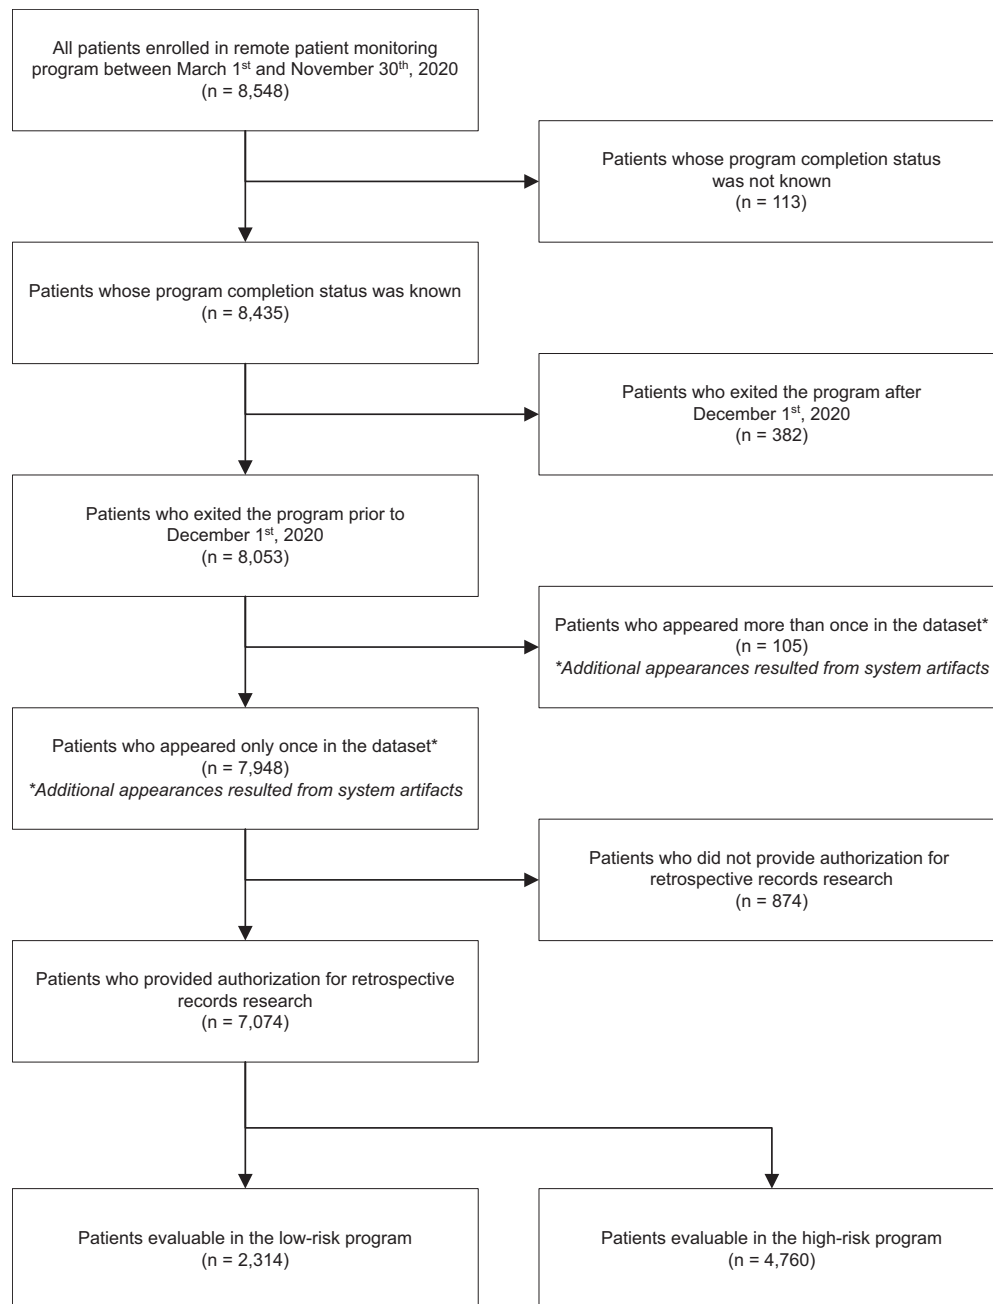 All patients enrolled in remote patient monitoring
program between March 1st and November 30th, 2020
(n = 8,548)
Patients whose program completion status
was not known
(n = 113)
Patients whose program completion status was known
(n = 8,435)
Patients who exited the program after
December 1st, 2020
(n = 382)
Patients who exited the program prior to
December 1st, 2020
(n = 8,053)
Patients who appeared more than once in the dataset*
(n = 105)
*Additional appearances resulted from system artifacts
Patients who appeared only once in the dataset*
(n = 7,948)
*Additional appearances resulted from system artifacts
Patients who did not provide authorization for
retrospective records research
(n = 874)
Patients who provided authorization for retrospective
records research
(n = 7,074)
Patients evaluable in the low-risk program
(n = 2,314)
Patients evaluable in the high-risk program
(n = 4,760)